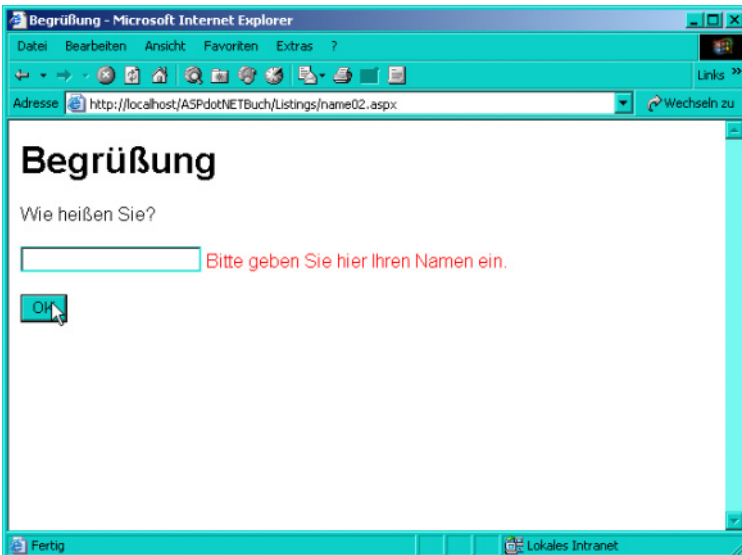 Begrüßung - Microsoft Internet Explorer
Datei Bearbeiten Ansicht Favoriten Extras ?
Links »
Adresse http://localhost/ASPdotNETBuch/Listings/name02.aspx Wechseln zu
Begrüßung
Wie heißen Sie?
Bitte geben Sie hier Ihren Namen ein.
OK
Fertig Lokales Intranet